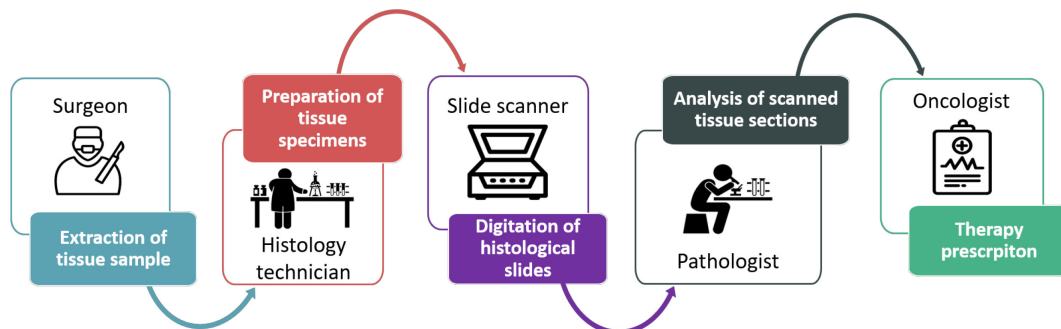 Surgeon
Extraction of
tissue sample
Preparation of
tissue
specimens
Histology
technician
Slide scanner
Digitation of
histological
slides
Analysis of scanned
tissue sections
Pathologist
Oncologist
Therapy
prescrpiton